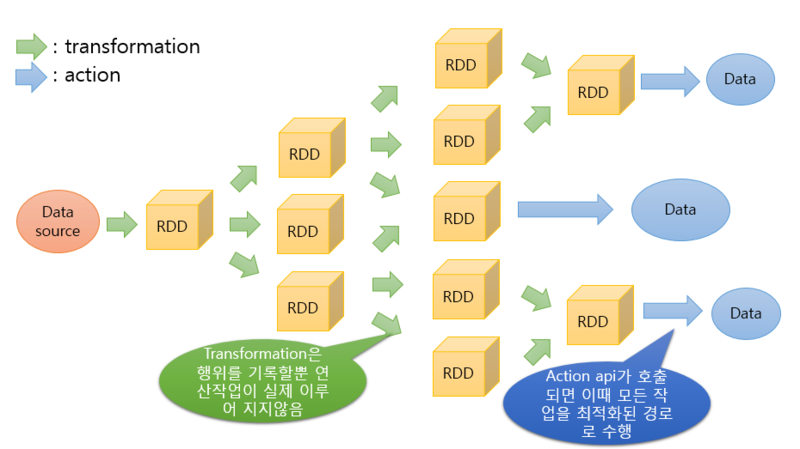 : transformation
: action
RDD
RDD
Data
RDD
RDD
RDD
Data
source
RDD
RDD
RDD
Data
RDD
RDD
RDD
Data
RDD
Transformation은
행위를 기록할뿐 연
산작업이 실제 이루
어 지지않음
Action api가 호출
되면 이때 모든 작
업을 최적화된 경로
로 수행